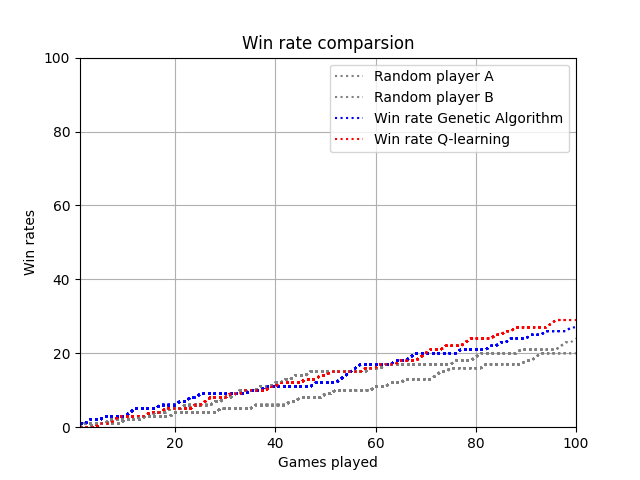 Win rate comparsion
100
80
60
40
20
0
Win rates
Random player A
Random player B
Win rate Genetic Algorithm
Win rate Q-learning
20
40
60
80
100
Games played